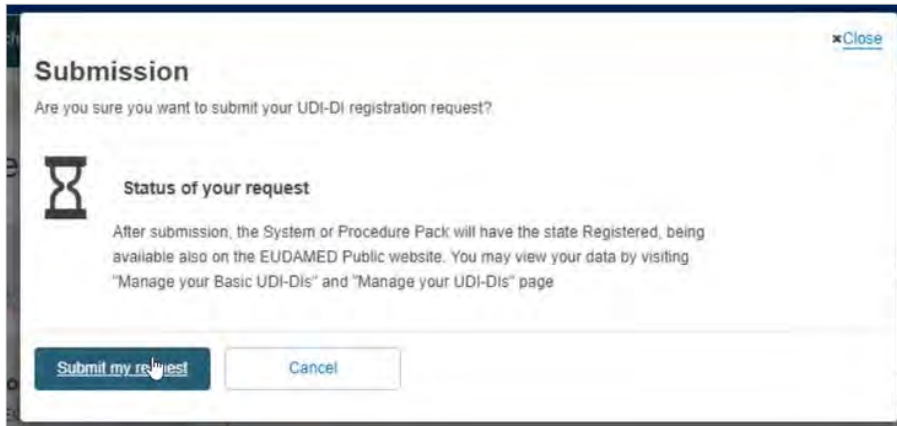 Close
Submission
Are you sure you want to submit your UDI-DI registration request?
Status of your request
After submission, the System or Procedure Pack will have the state Registered, being
available also on the EUDAMED Public website. You may view your data by visiting
"Manage your Basic UDI-DIs" and "Manage your UDI-DIs" page
Submit my request
Cancel